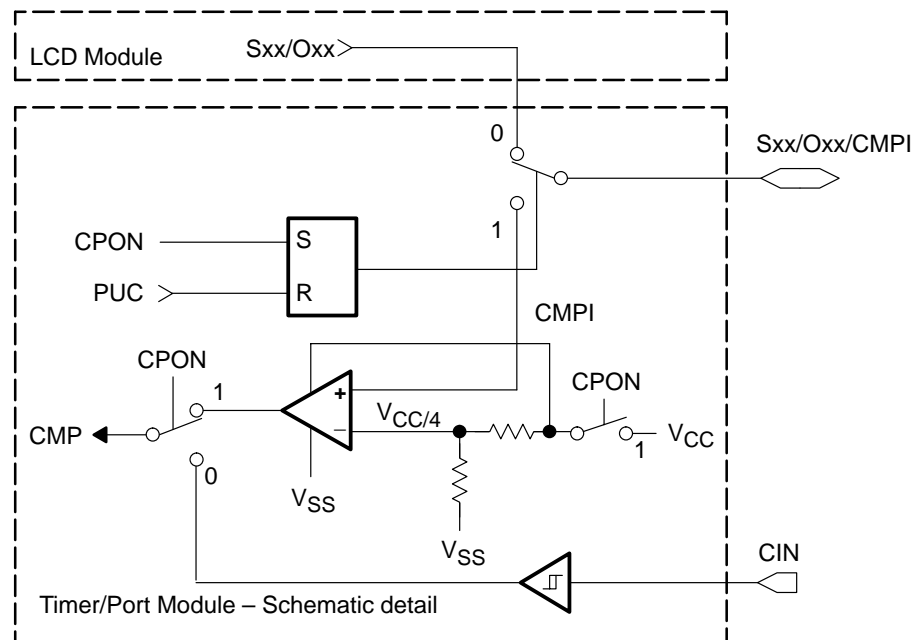 Sxx/Oxx
LCD Module
0
Sxx/Oxx/CMPI
1
CPON
S
PUC
R
CMPI
CPON
1
+
CPON
VCC/4
–
CMP
VCC
1
0
VSS
VSS
CIN
Timer/Port Module – Schematic detail